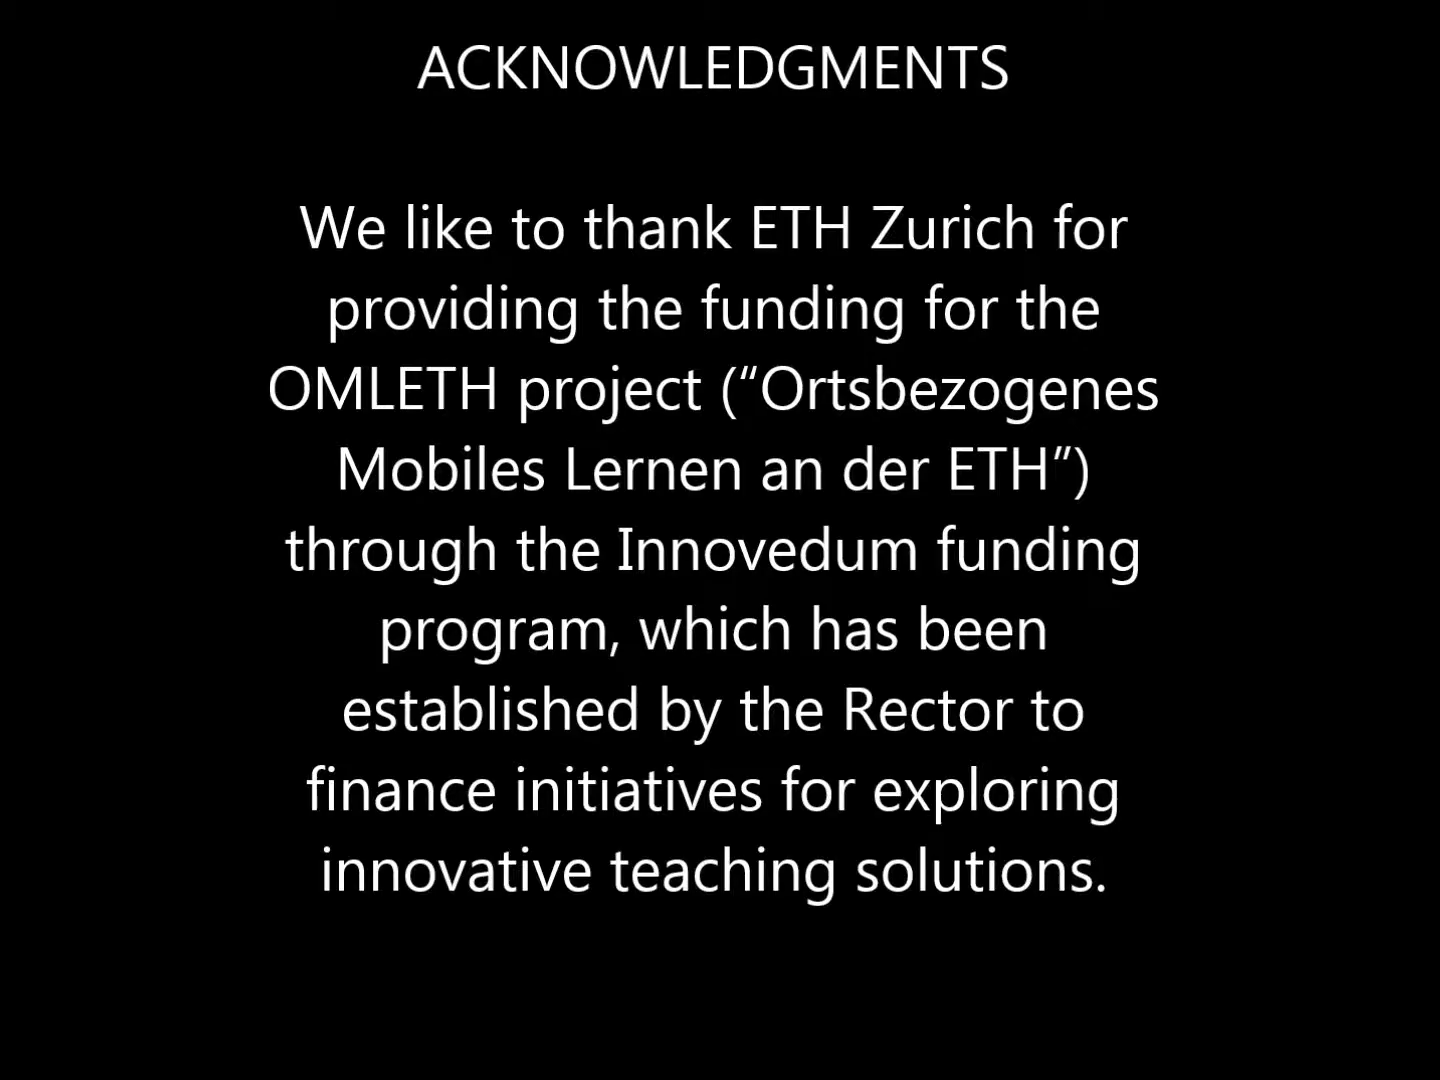 ACKNOWLEDGMENTS
We like to thank ETH Zurich for
providing the funding for the
OMLETH project (“Ortsbezogenes
Mobiles Lernen an der ETH”)
through the Innovedum funding
program, which has been
established by the Rector to
finance initiatives for exploring
innovative teaching solutions.